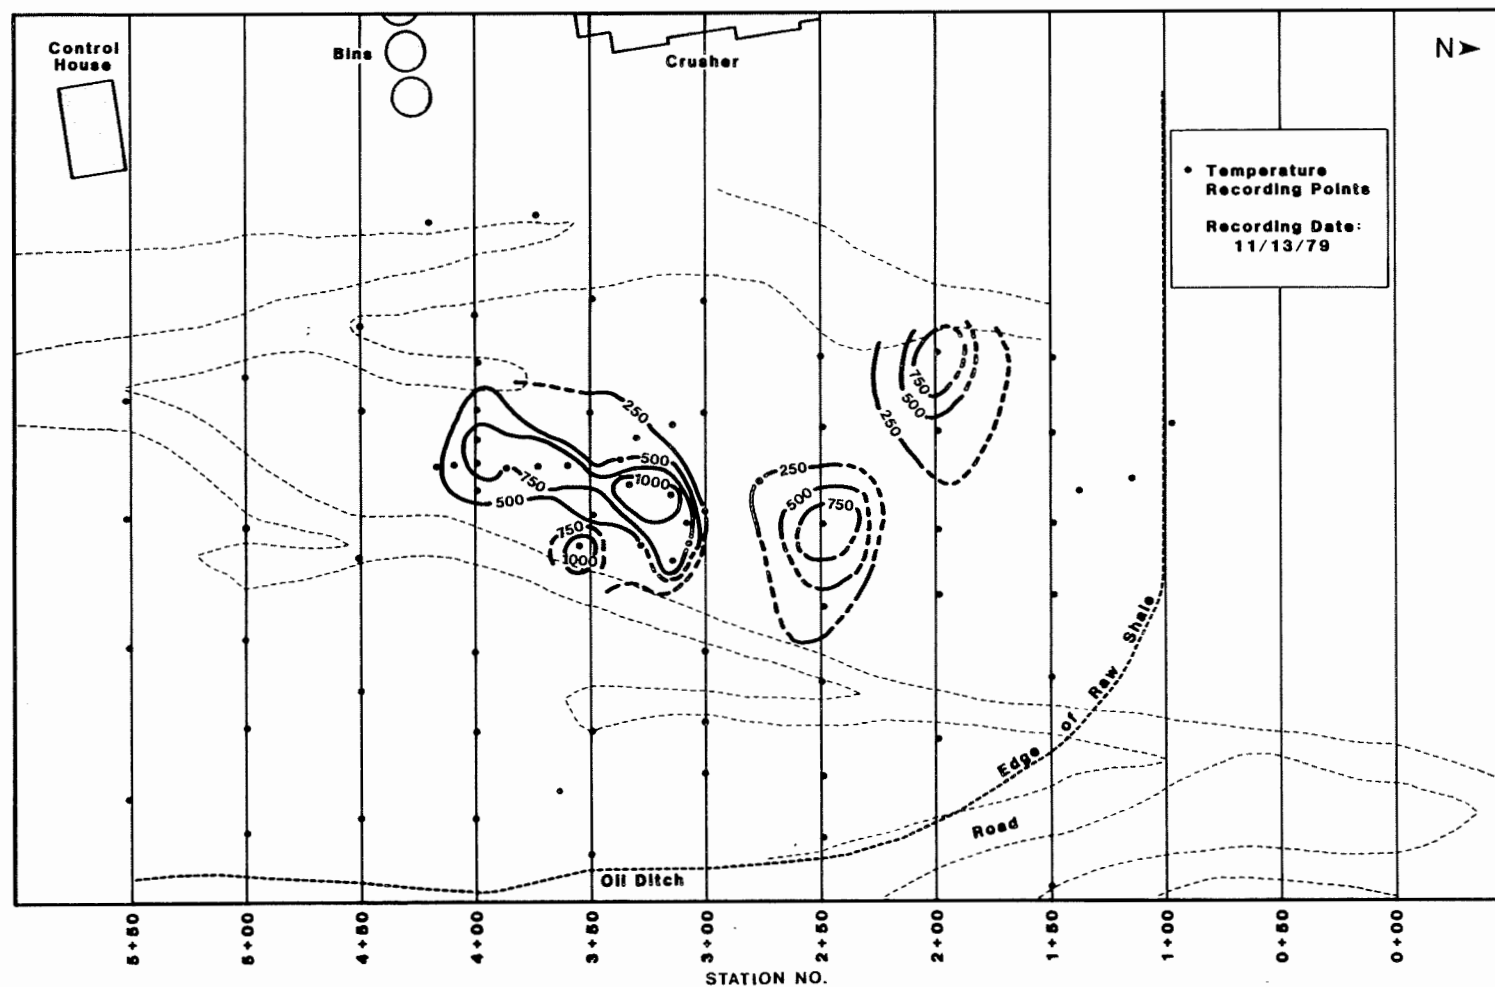 Control
House
Bins
Crusher
N
Temperature
Recording Points
Recording Date:
11/13/79
250
500
1000
750
500
750
1000
250
500
750
750
500
250
Edge of Raw Shale
Road
Oil Ditch
5+50
5+00
4+50
4+00
3+50
3+00
2+50
2+00
1+50
1+00
0+50
0+00
STATION NO.